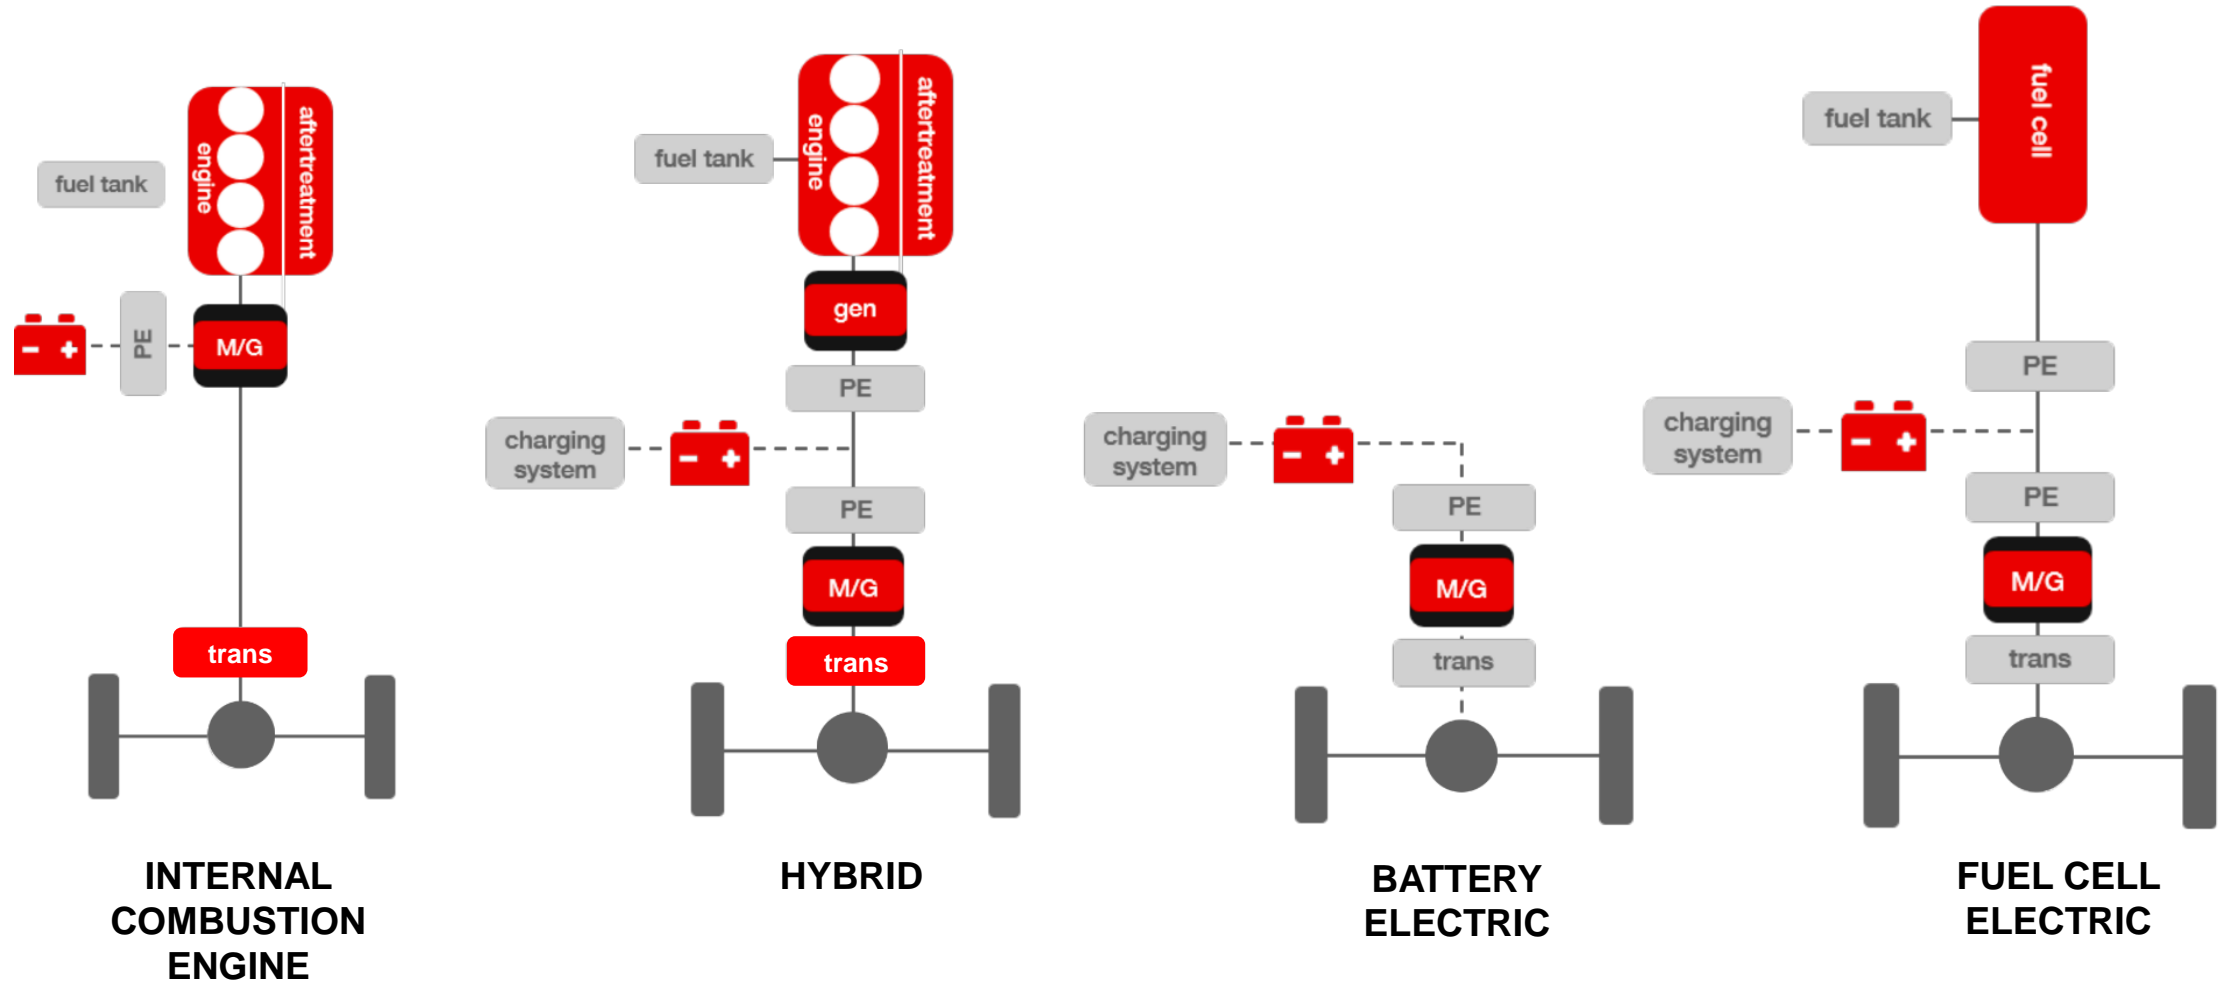 fuel tank
engine
aftertreatment
PE
M/G
trans
INTERNAL
COMBUSTION
ENGINE
fuel tank
engine
aftertreatment
gen
PE
charging
system
PE
M/G
trans
HYBRID
charging
system
PE
M/G
trans
BATTERY
ELECTRIC
fuel cell
fuel tank
PE
charging
system
PE
M/G
trans
FUEL CELL
ELECTRIC